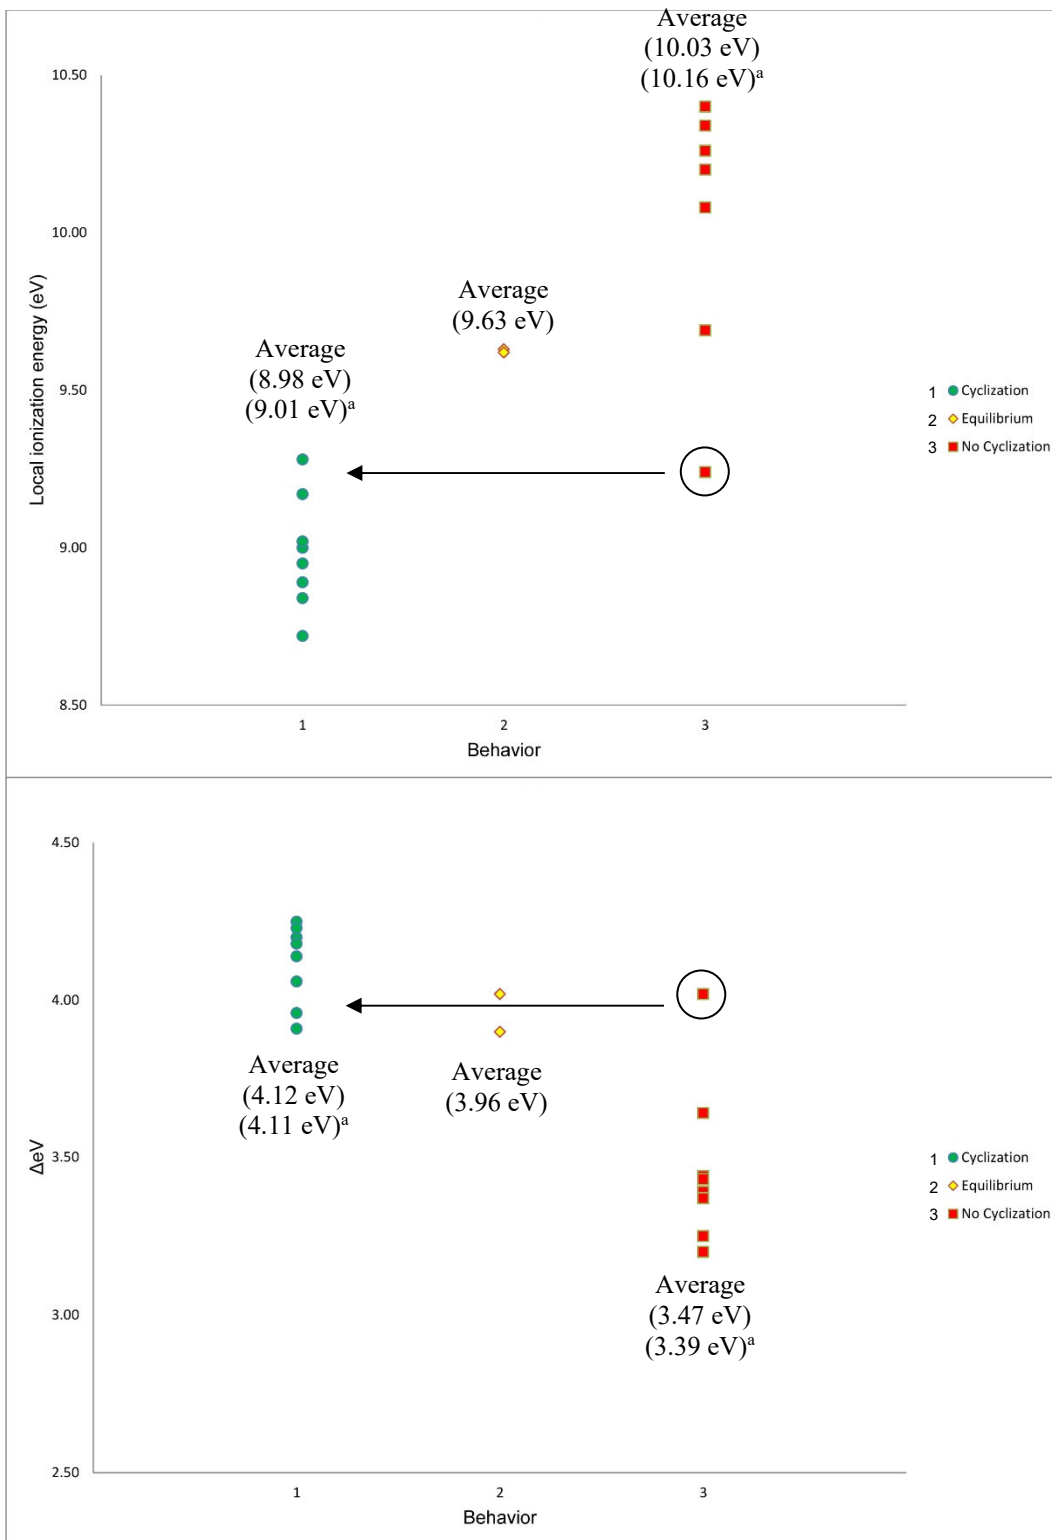 Average
(10.03 eV)
(10.16 eV)ᵃ
10.50
10.00
9.50
9.00
8.50
Local ionization energy (eV)
Average
(9.63 eV)
Average
(8.98 eV)
(9.01 eV)ᵃ
1 Cyclization
2 Equilibrium
3 No Cyclization
1 2 3
Behavior
4.50
4.00
3.50
3.00
2.50
ΔeV
Average
(4.12 eV)
(4.11 eV)ᵃ
Average
(3.96 eV)
Average
(3.47 eV)
(3.39 eV)ᵃ
1 Cyclization
2 Equilibrium
3 No Cyclization
1 2 3
Behavior